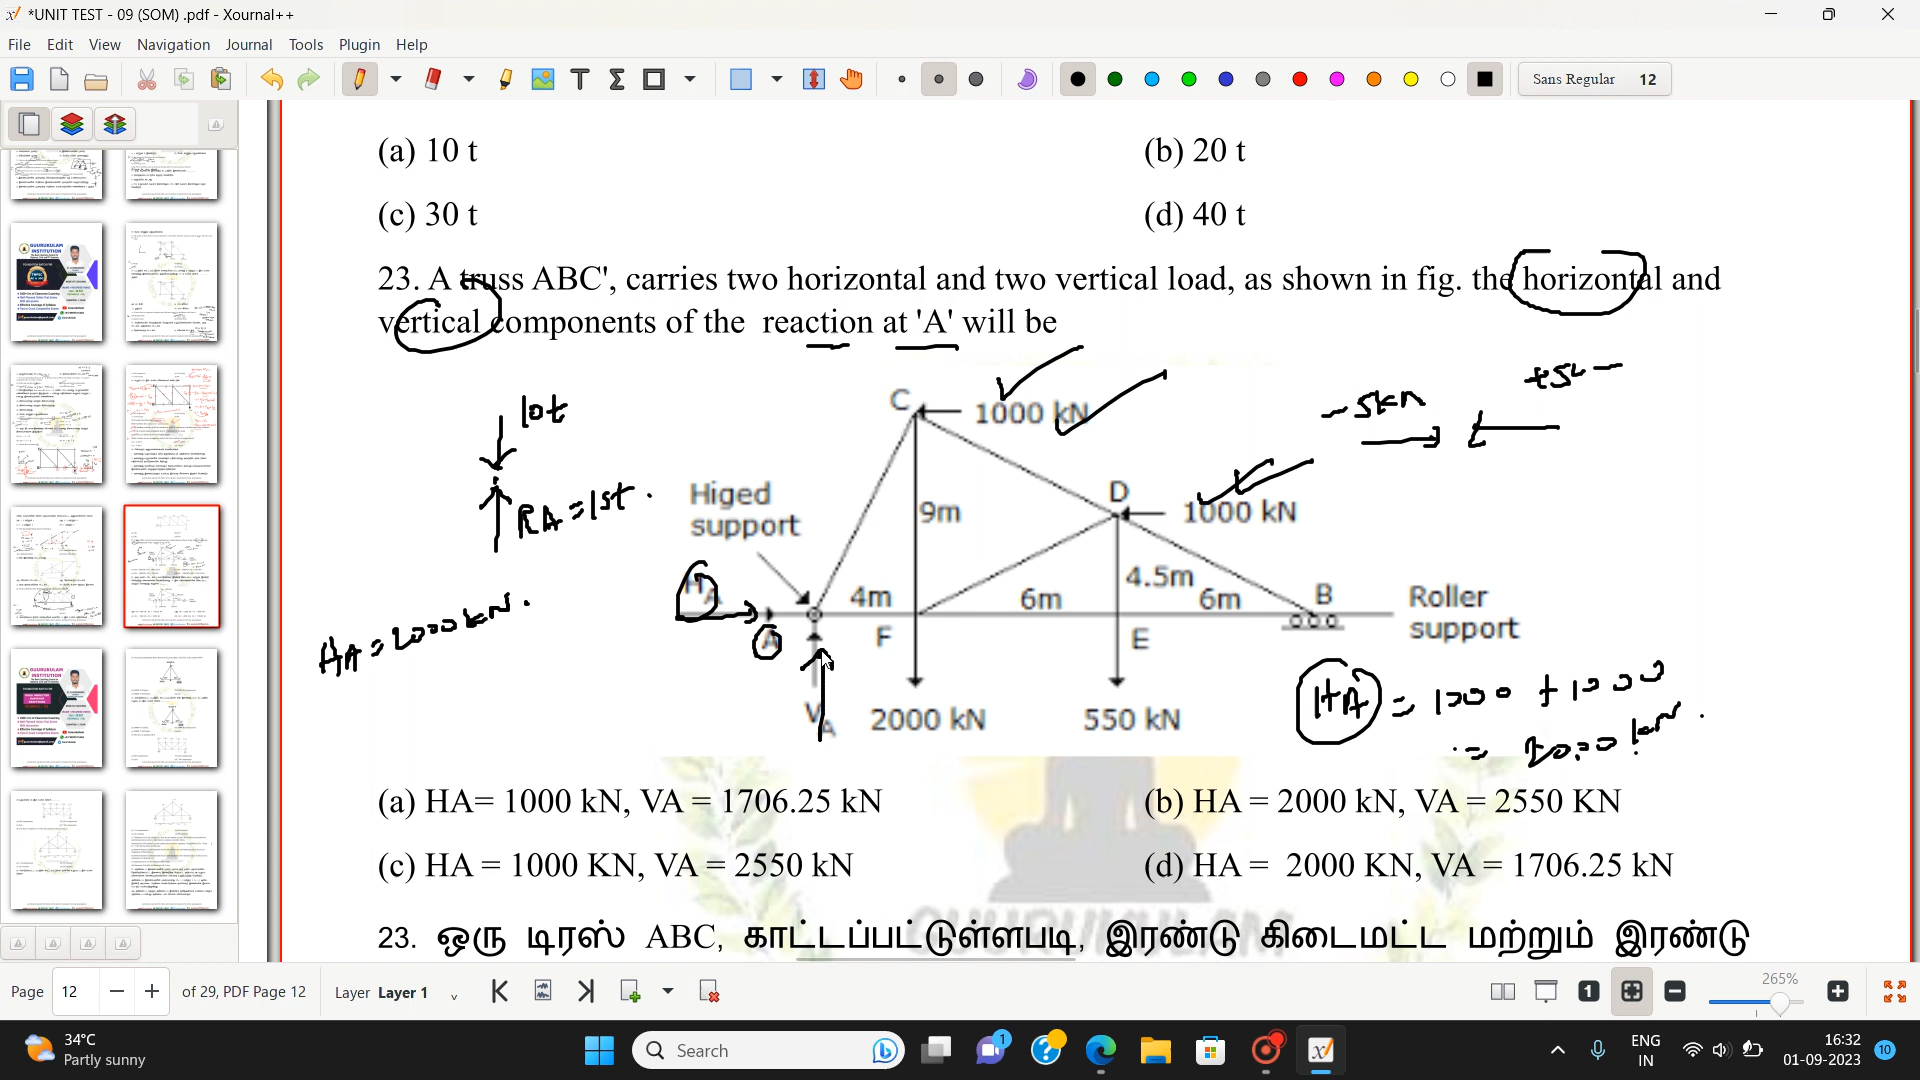 *UNIT TEST - 09 (SOM) .pdf - Xournal++
File Edit View Navigation Journal Tools Plugin Help
Sans Regular 12
(a) 10 t
(b) 20 t
(c) 30 t
(d) 40 t
23. A truss ABC', carries two horizontal and two vertical load, as shown in fig. the horizontal and
vertical components of the reaction at 'A' will be
10t
RA = 15t.
HA = 2000 kN.
C
1000 kN
-5kN
Higed
support
9m
D
1000 kN
HA
4m
6m
4.5m
6m
B
Roller
support
A
F
E
VA
2000 kN
550 kN
HA = 1000 + 1000
= 2000 kN.
(a) HA= 1000 kN, VA = 1706.25 kN
(b) HA = 2000 kN, VA = 2550 KN
(c) HA = 1000 KN, VA = 2550 kN
(d) HA = 2000 KN, VA = 1706.25 kN
GUURUKULAM
23. ஒரு டிரஸ் ABC, காட்டப்பட்டுள்ளபடி, இரண்டு கிடைமட்ட மற்றும் இரண்டு
Page 12 of 29, PDF Page 12 Layer Layer 1
265%
34°C
Partly sunny
Search
1
ENG
IN
16:32
01-09-2023
10